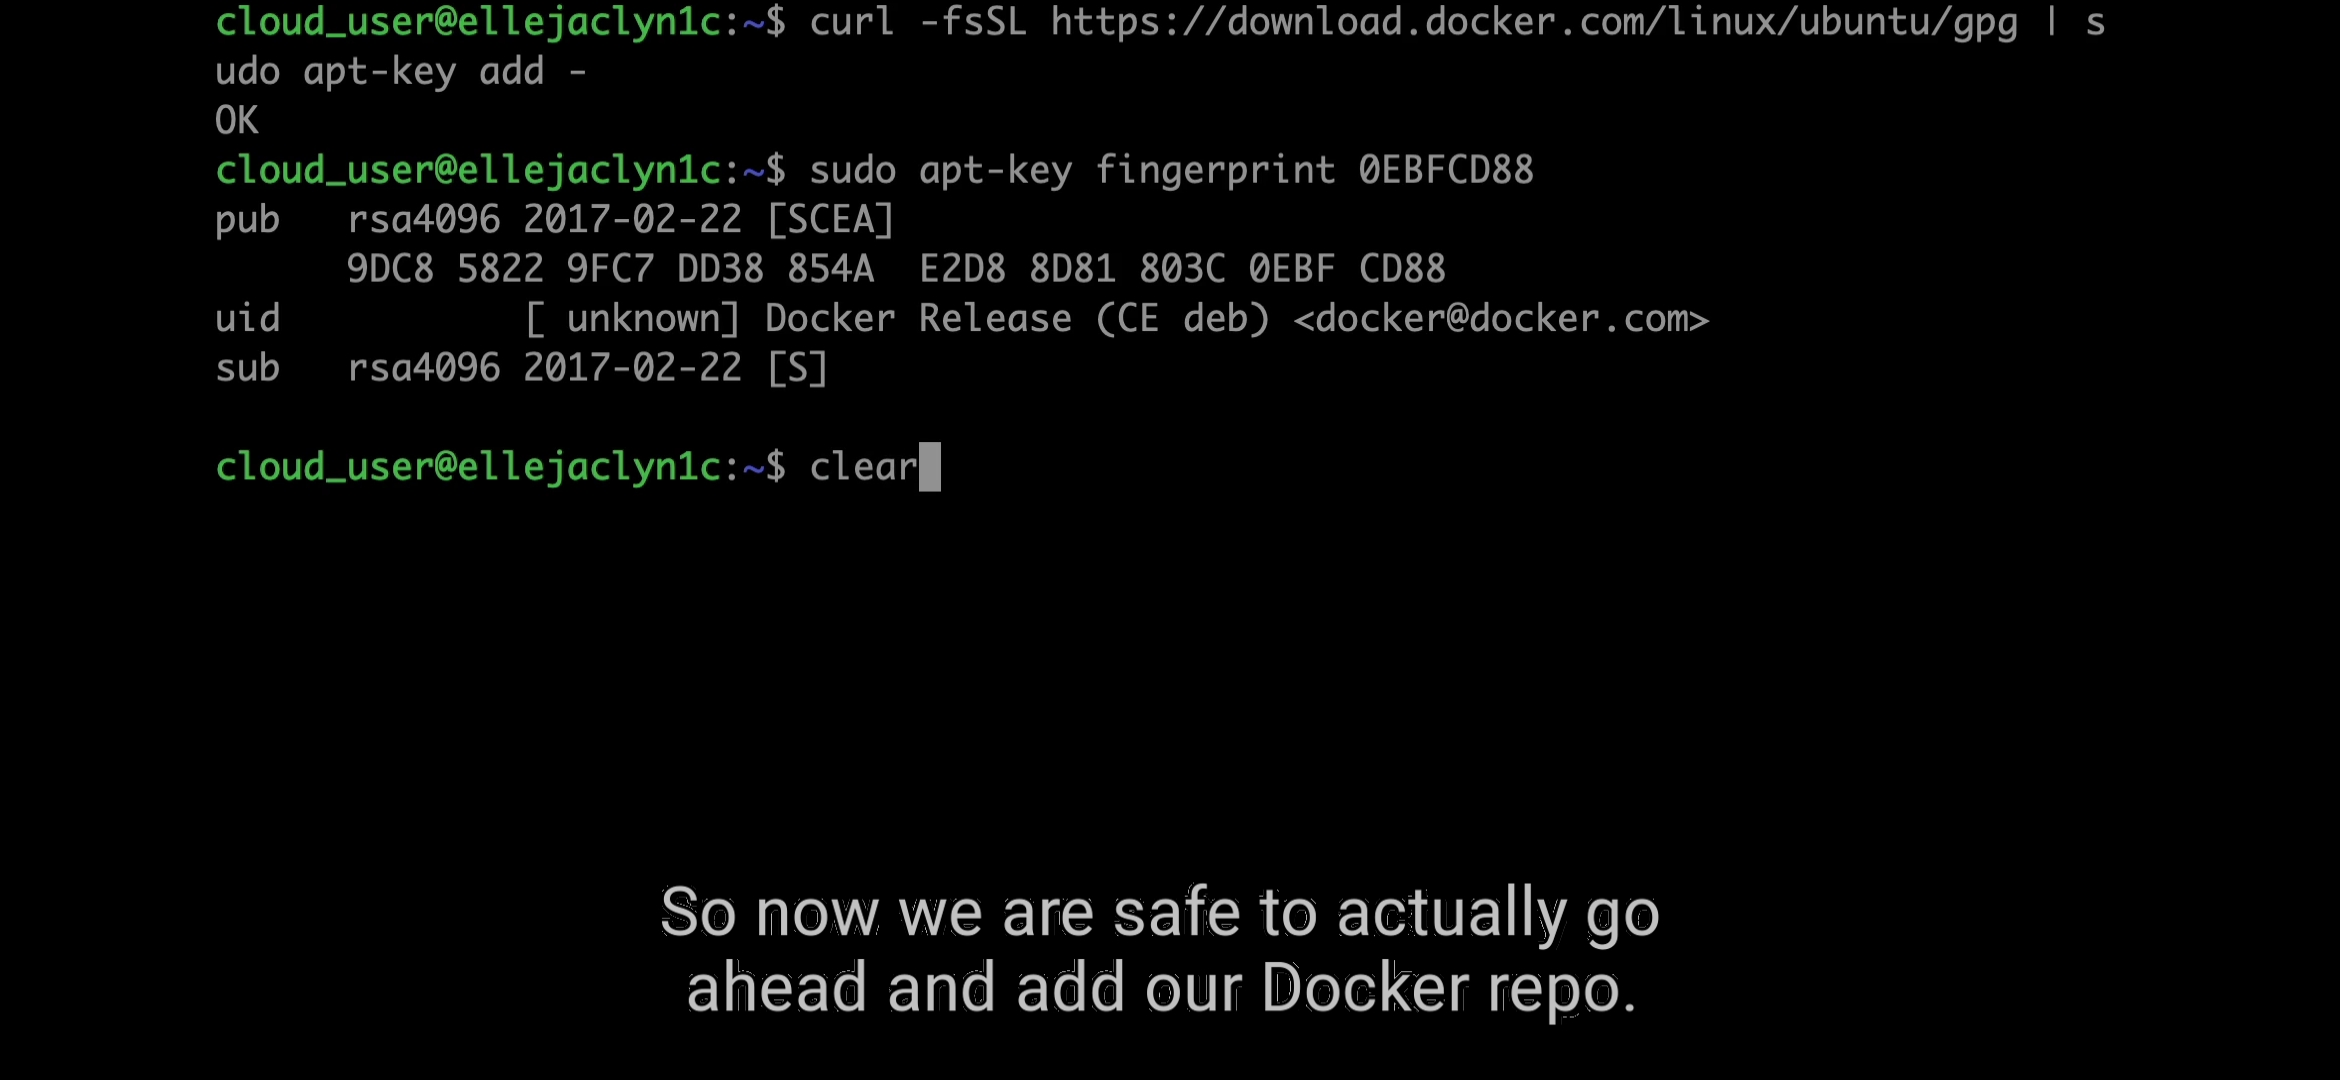 cloud_user@ellejaclyn1c:~$ curl -fsSL https://download.docker.com/linux/ubuntu/gpg | s
udo apt-key add -
OK
cloud_user@ellejaclyn1c:~$ sudo apt-key fingerprint 0EBFCD88
pub   rsa4096 2017-02-22 [SCEA]
      9DC8 5822 9FC7 DD38 854A  E2D8 8D81 803C 0EBF CD88
uid           [ unknown] Docker Release (CE deb) <docker@docker.com>
sub   rsa4096 2017-02-22 [S]
cloud_user@ellejaclyn1c:~$ clear
So now we are safe to actually go
ahead and add our Docker repo.